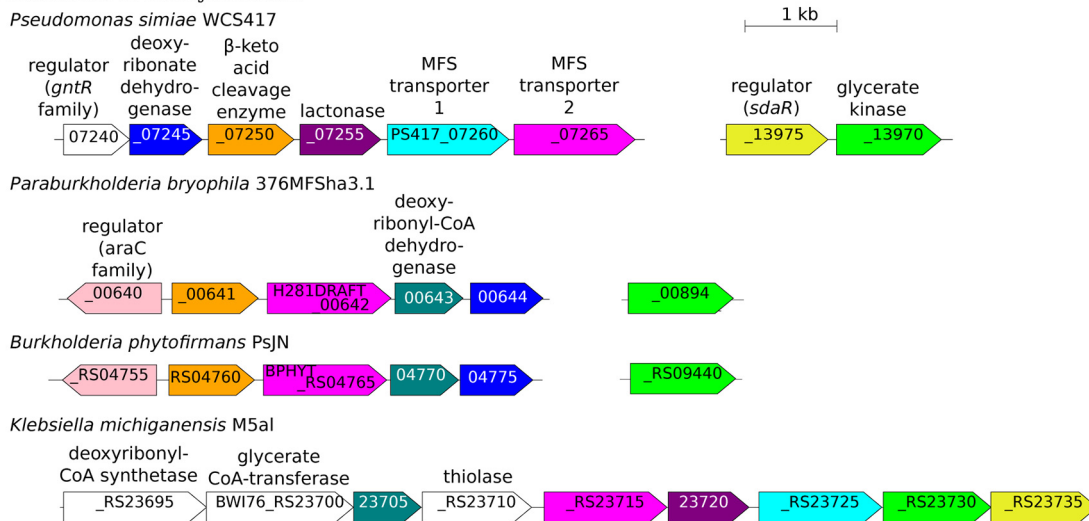 Pseudomonas simiae WCS417
1 kb
regulator
(gntR
family)
deoxy-
ribonate
dehydro-
genase
β-keto
acid
cleavage
enzyme
lactonase
MFS
transporter
1
MFS
transporter
2
regulator
(sdaR)
glycerate
kinase
07240
_07245
_07250
_07255
PS417_07260
_07265
_13975
_13970
Paraburkholderia bryophila 376MFSha3.1
regulator
(araC
family)
deoxy-
ribonyl-CoA
dehydro-
genase
_00640
_00641
H281DRAFT
_00642
00643
00644
_00894
Burkholderia phytofirmans PsJN
_RS04755
RS04760
BPHYT
_RS04765
04770
04775
_RS09440
Klebsiella michiganensis M5al
deoxyribonyl-
CoA synthetase
glycerate
CoA-transferase
thiolase
_RS23695
BWI76_RS23700
23705
_RS23710
_RS23715
23720
_RS23725
_RS23730
_RS23735